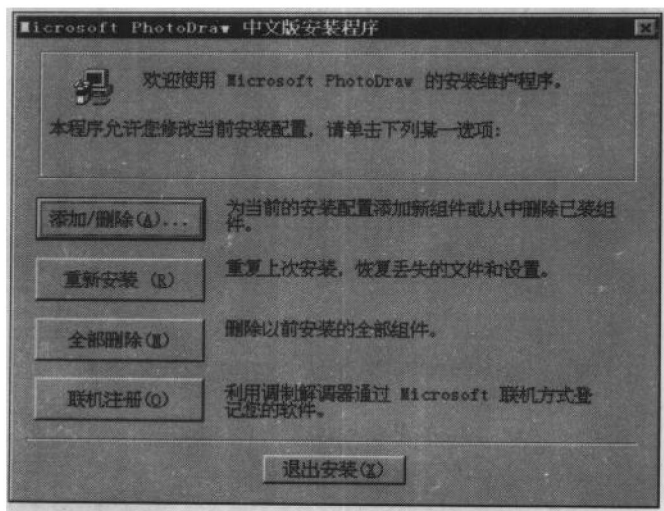 Microsoft PhotoDraw 中文版安装程序
欢迎使用 Microsoft PhotoDraw 的安装维护程序。
本程序允许您修改当前安装配置，请单击下列某一选项：
添加/删除(A)...
为当前的安装配置添加新组件或从中删除已装组
件。
重新安装 (R)
重复上次安装，恢复丢失的文件和设置。
全部删除(N)
删除以前安装的全部组件。
联机注册(O)
利用调制解调器通过 Microsoft 联机方式登
记您的软件。
退出安装(X)